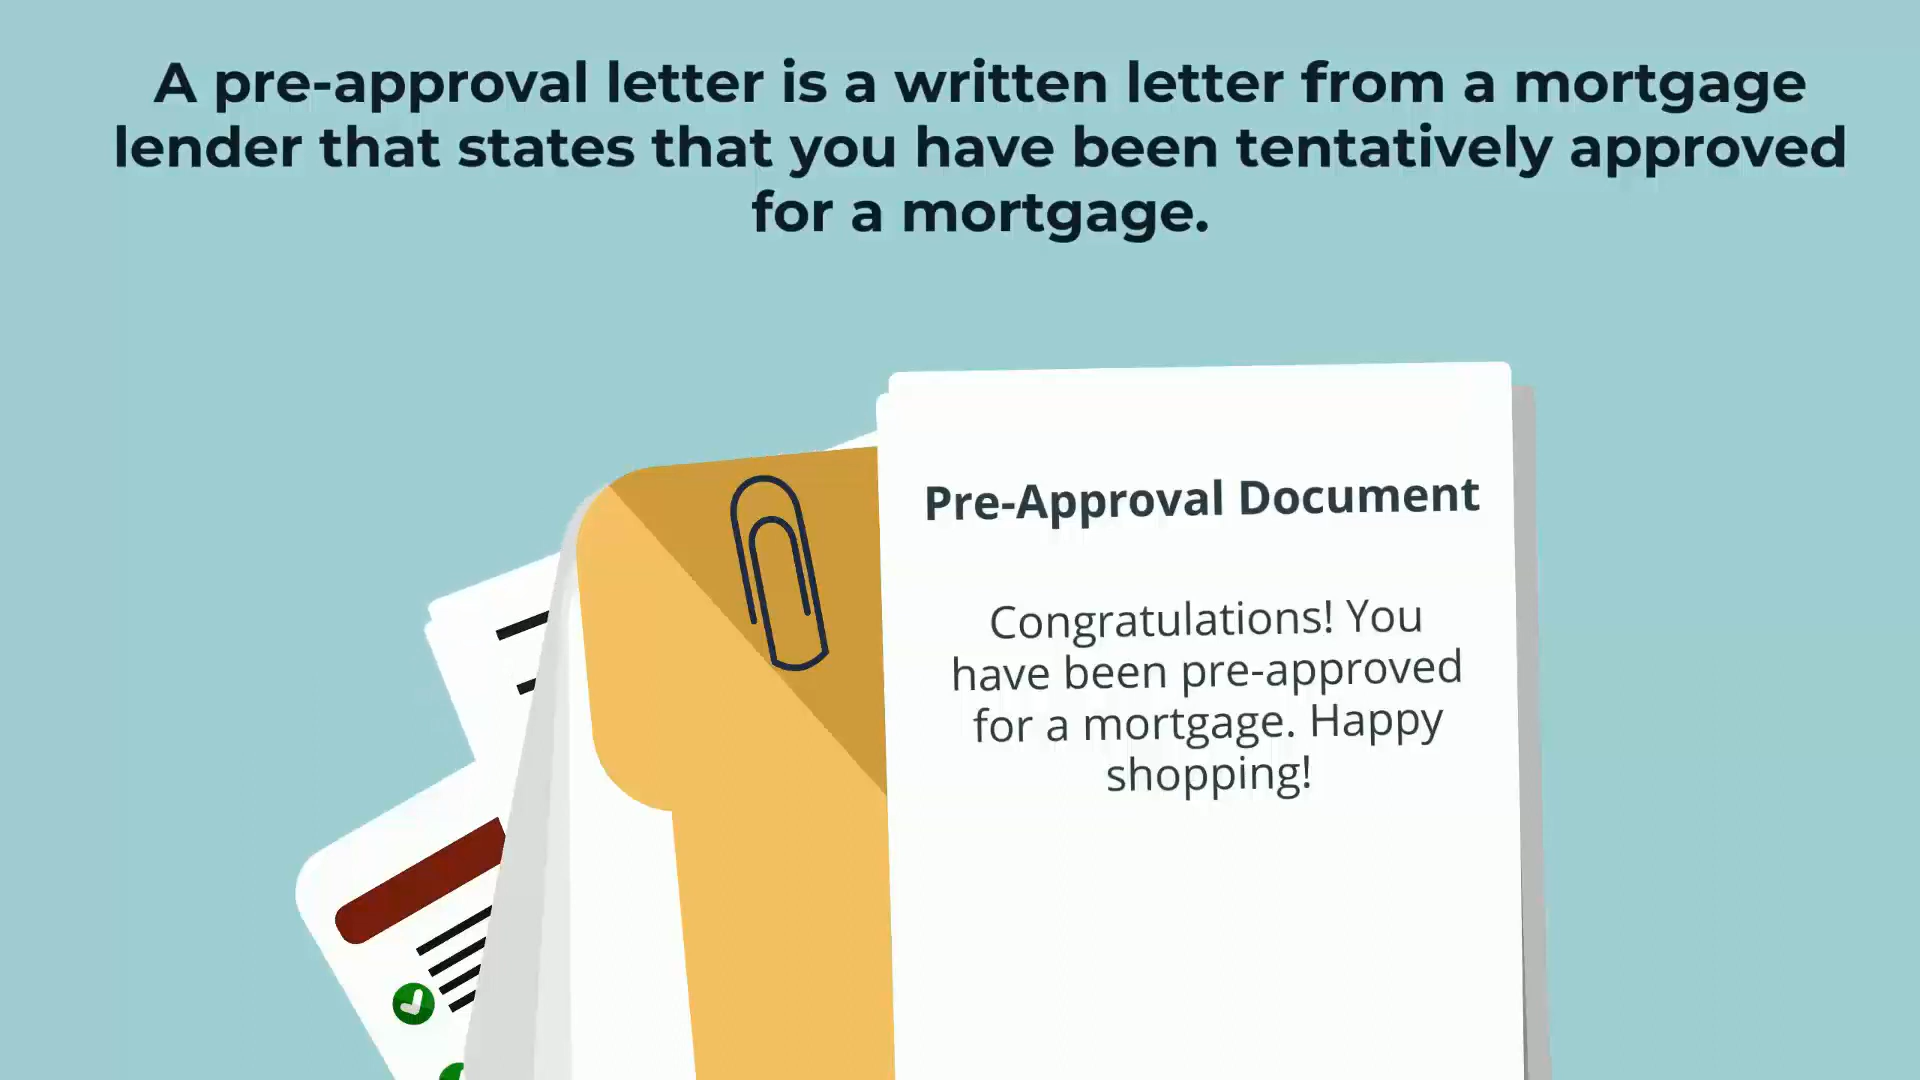 A pre-approval letter is a written letter from a mortgage
lender that states that you have been tentatively approved
for a mortgage.
Pre-Approval Document
Congratulations! You
have been pre-approved
for a mortgage. Happy
shopping!